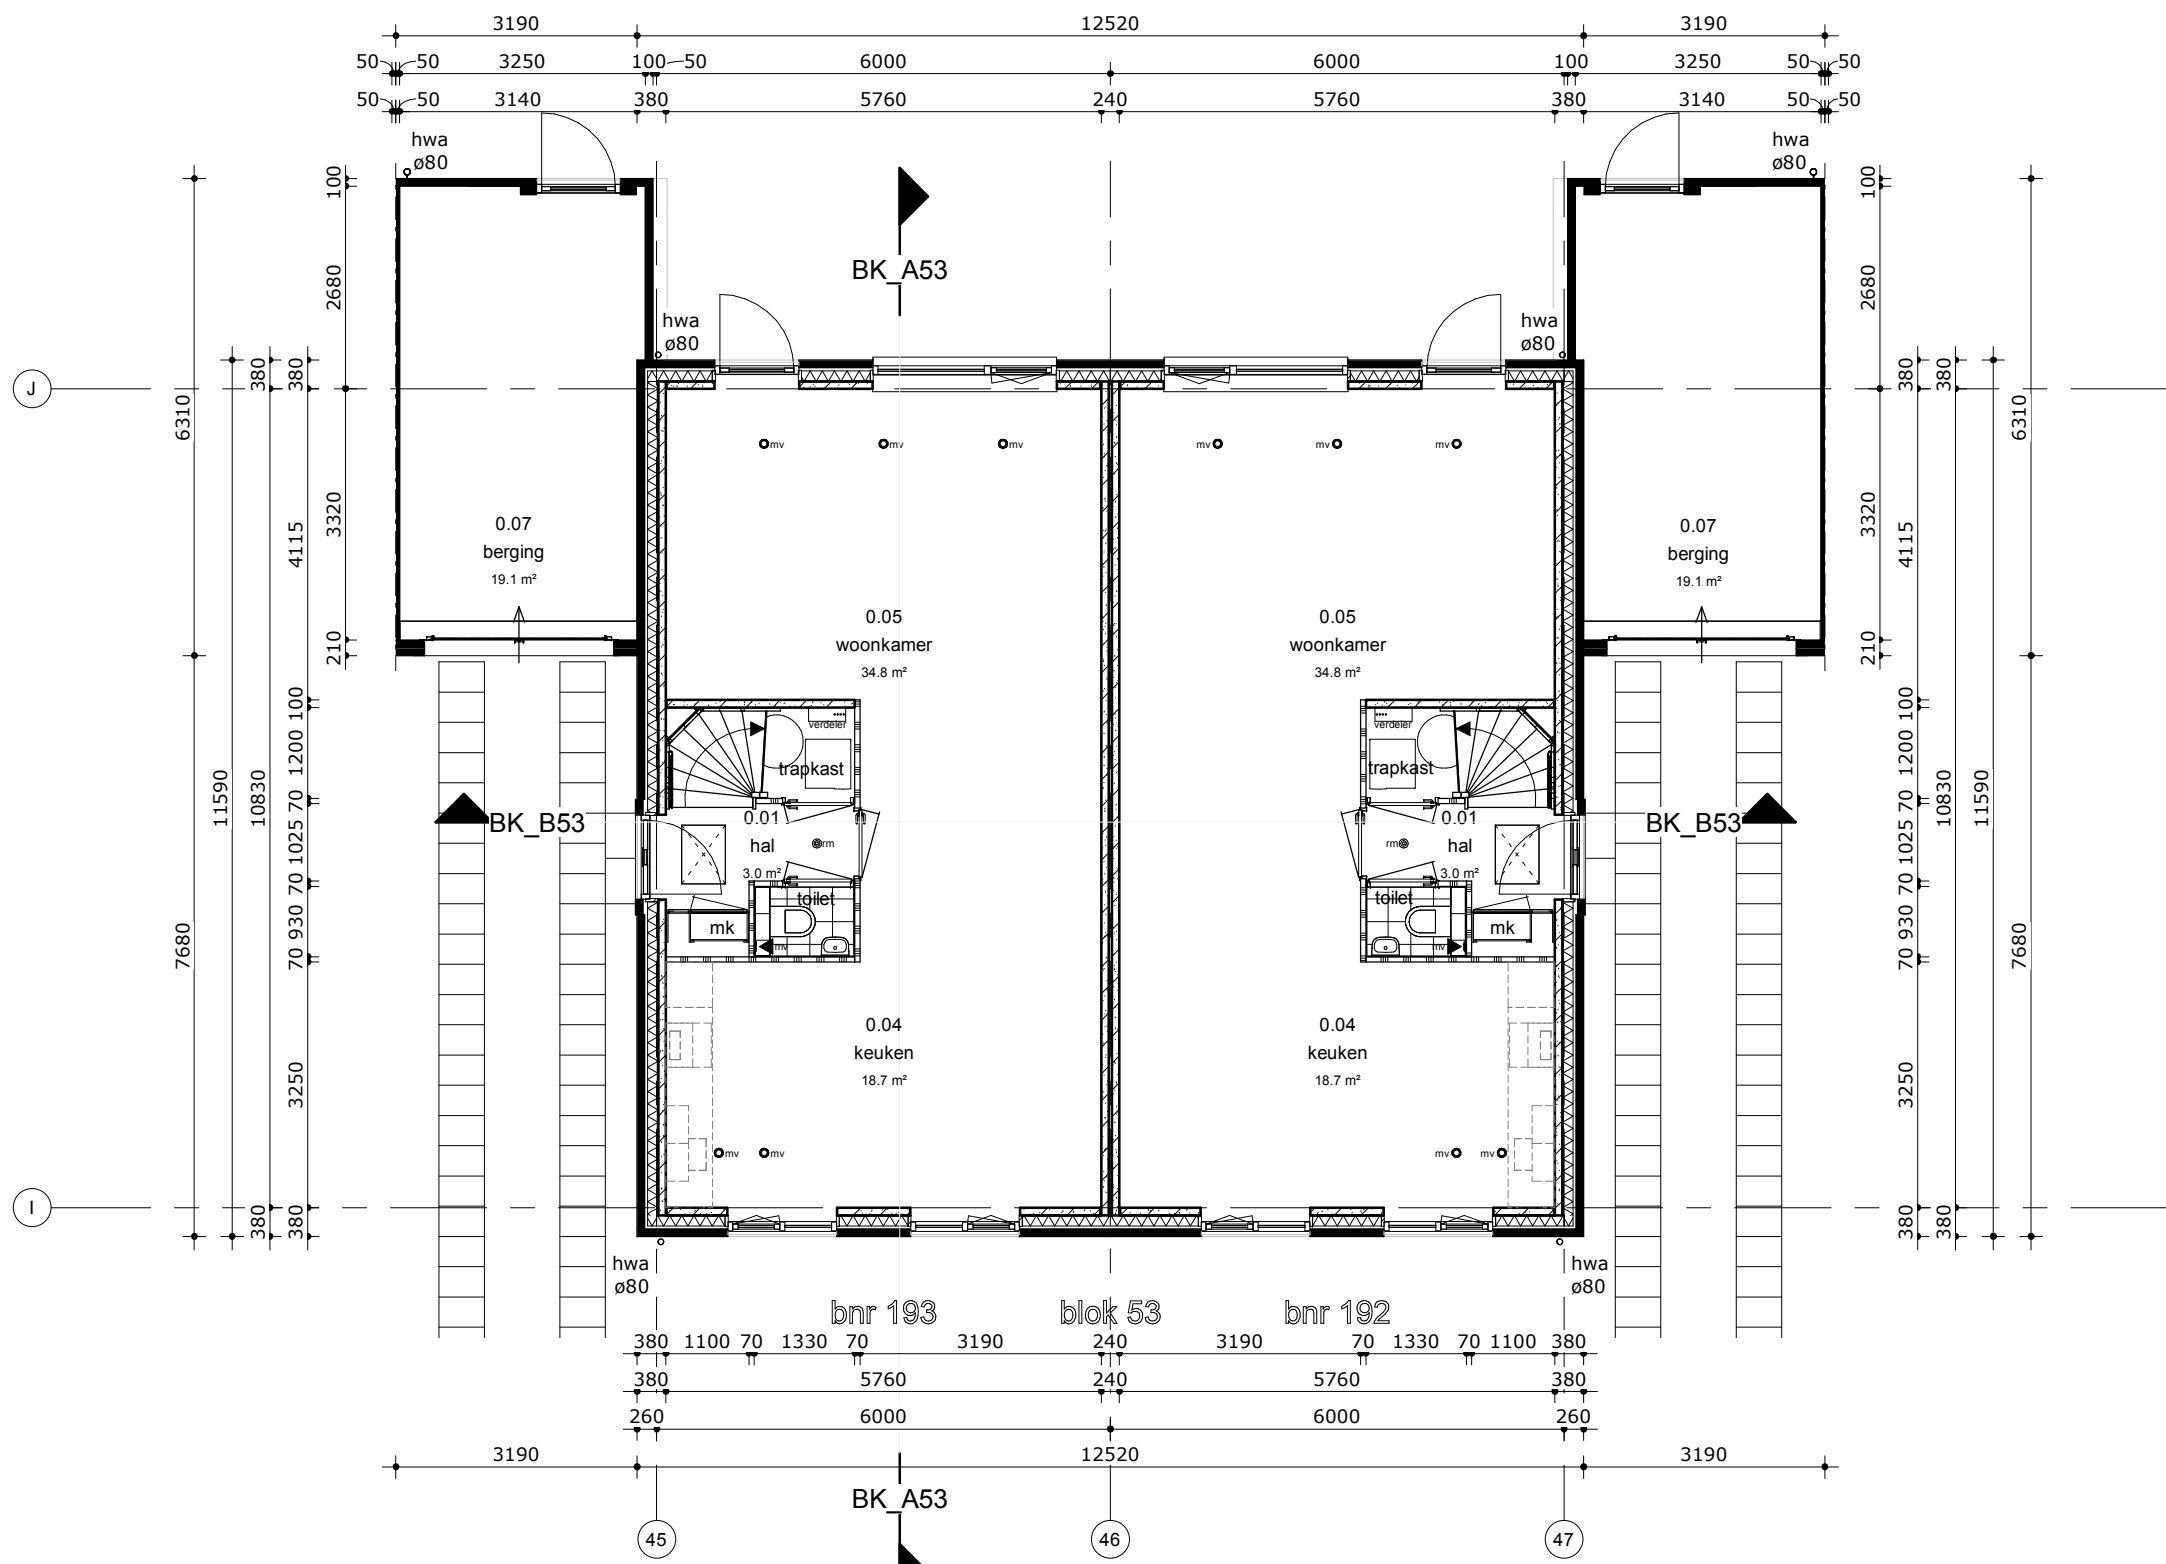 3190 12520 3190
50 50 3250 100 50 6000 6000 100 3250 50 50
50 50 3140 380 5760 240 5760 380 3140 50 50
hwa
ø80
hwa
ø80
100 2680 3320 210
6310 7680
11590
380 10830 380
380 4115 100 1200 70 1025 70 930 70 3250 380
100 2680 3320 210
380 4115 100 1200 70 1025 70 930 70 3250 380
380 10830 380
11590
6310 7680
BK_A53
hwa
ø80
hwa
ø80
J
mv mv mv mv mv mv
0.07
berging
19.1 m²
0.07
berging
19.1 m²
0.05
woonkamer
34.8 m²
0.05
woonkamer
34.8 m²
verdeler
trapkast
verdeler
trapkast
BK_B53
BK_B53
0.01
hal
3.0 m²
rm
0.01
hal
3.0 m²
rm
toilet
mk
mv
toilet
mk
mv
0.04
keuken
18.7 m²
0.04
keuken
18.7 m²
mv mv mv mv
I
hwa
ø80
hwa
ø80
bnr 193 blok 53 bnr 192
380 1100 70 1330 70 3190 240 3190 70 1330 70 1100 380
380 5760 240 5760 380
260 6000 6000 260
3190 12520 3190
BK_A53
45 46 47